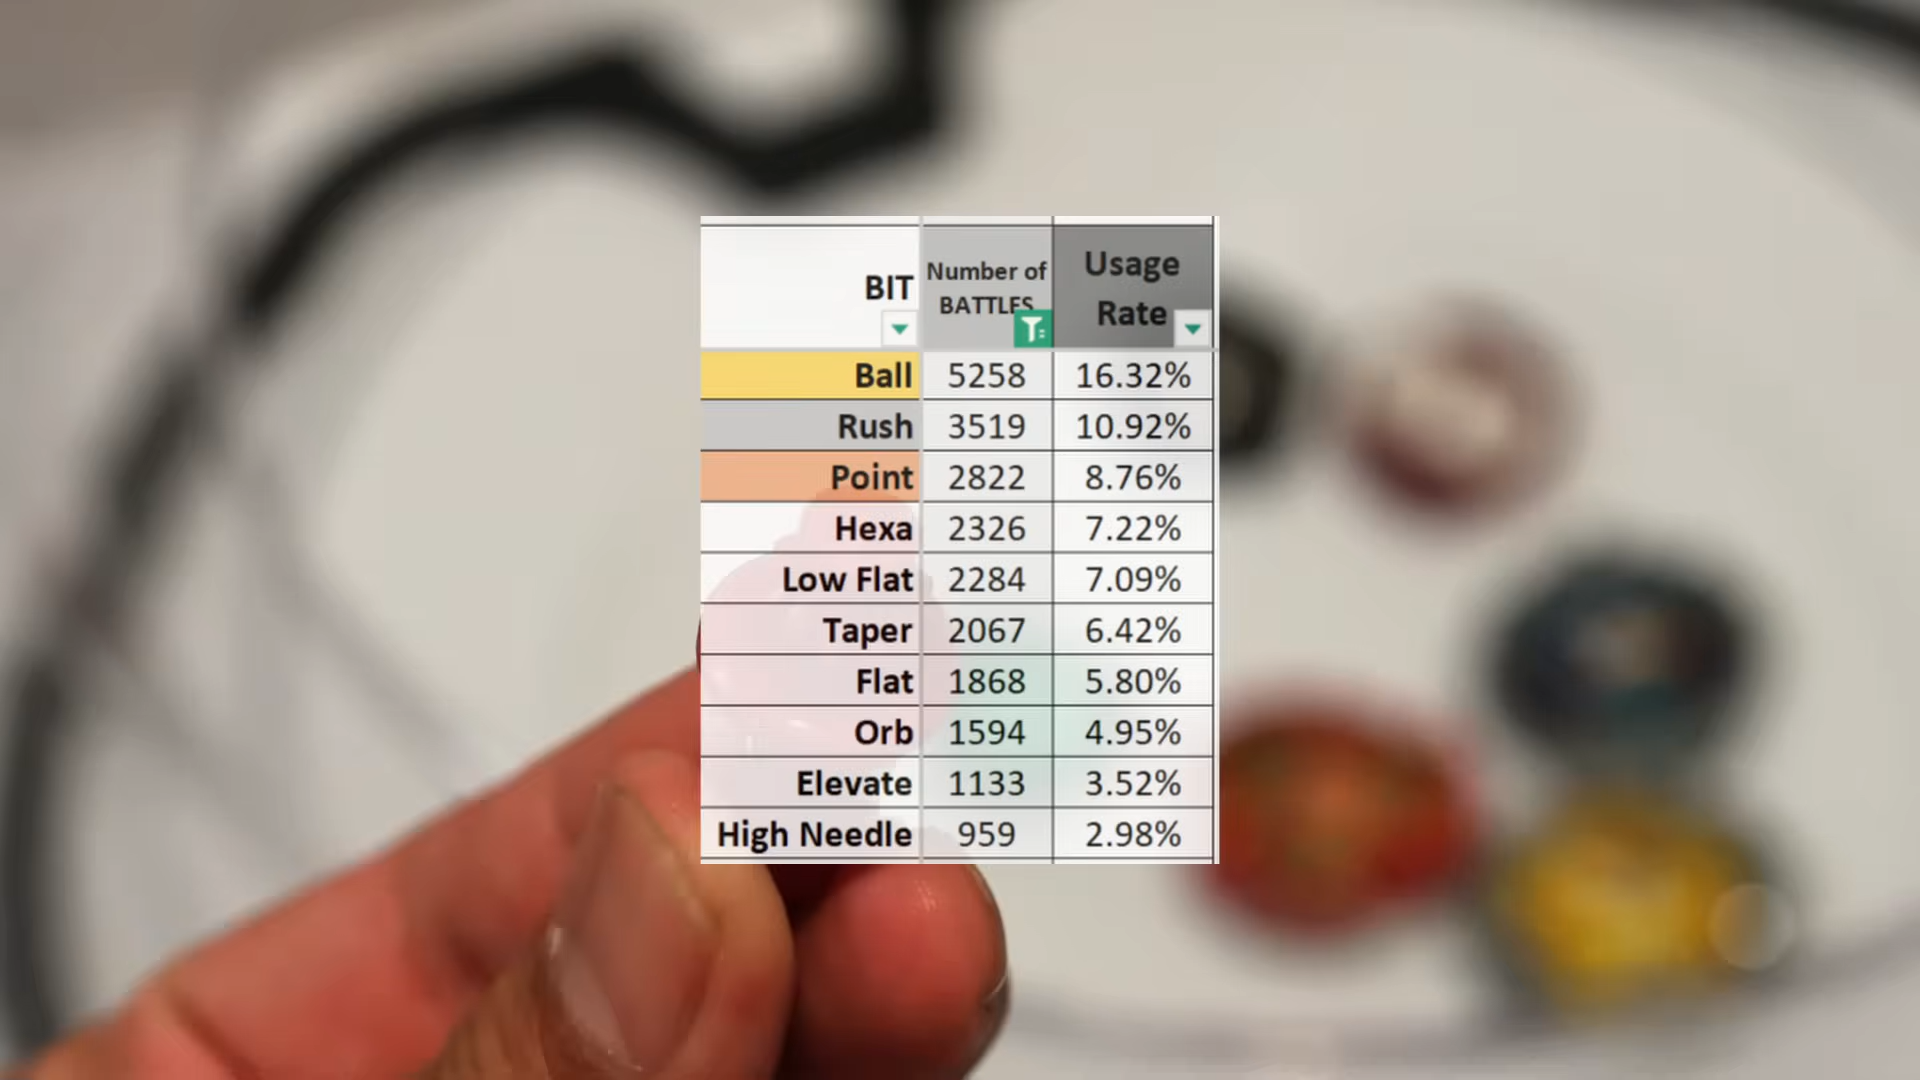 BIT Number of BATTLES Usage Rate
Ball 5258 16.32%
Rush 3519 10.92%
Point 2822 8.76%
Hexa 2326 7.22%
Low Flat 2284 7.09%
Taper 2067 6.42%
Flat 1868 5.80%
Orb 1594 4.95%
Elevate 1133 3.52%
High Needle 959 2.98%